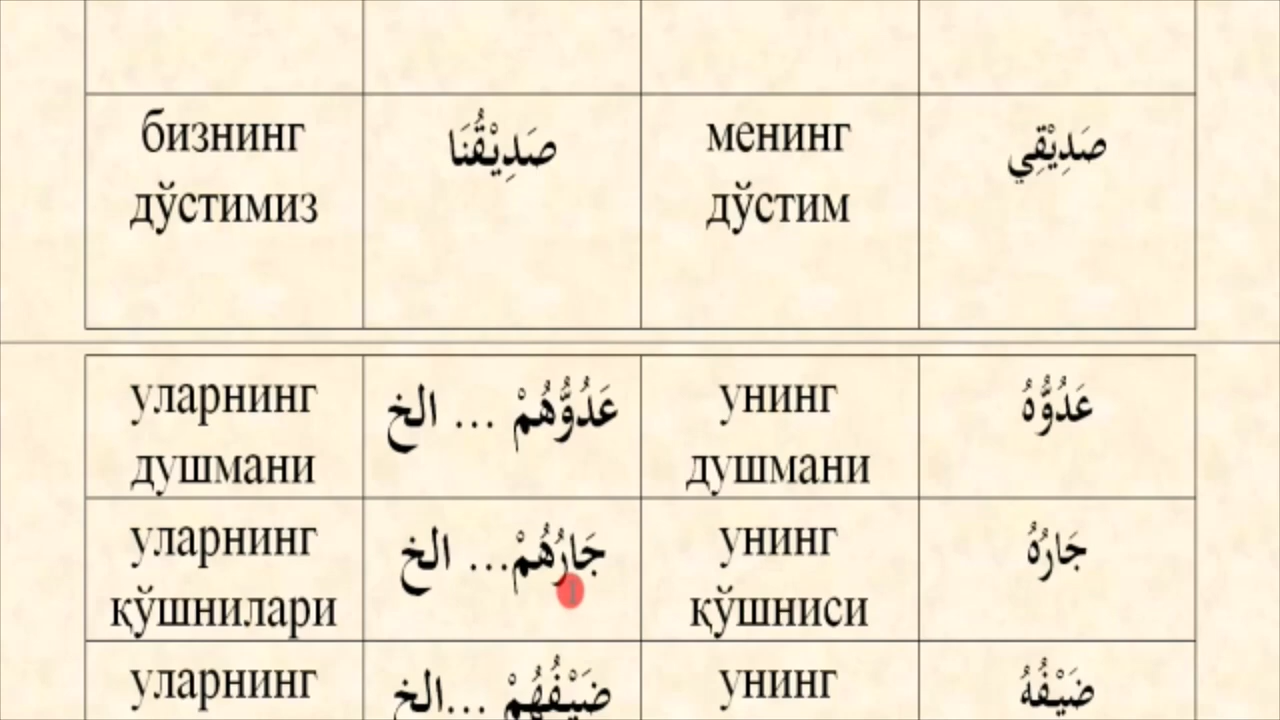 бизнинг
дўстимиз
صَدِيْقُنَا
менинг
дўстим
صَدِيْقِي
уларнинг
душмани
عَدُوُّهُمْ ... الخ
унинг
душмани
عَدُوُّهُ
уларнинг
қўшнилари
جَارُهُمْ... الخ
унинг
қўшниси
جَارُهُ
уларнинг
ضَيْفُهُمْ ...الخ
унинг
ضَيْفُهُ